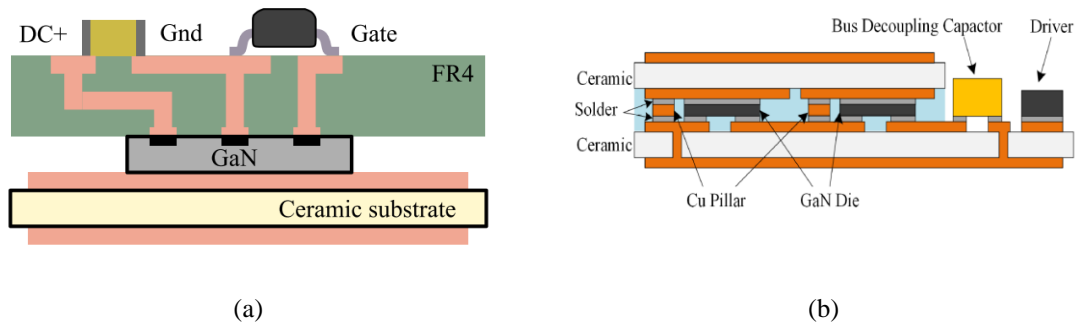 DC+ Gnd Gate
FR4
GaN
Ceramic substrate
(a)
Bus Decoupling Capacitor Driver
Ceramic
Solder
Ceramic
Cu Pillar GaN Die
(b)